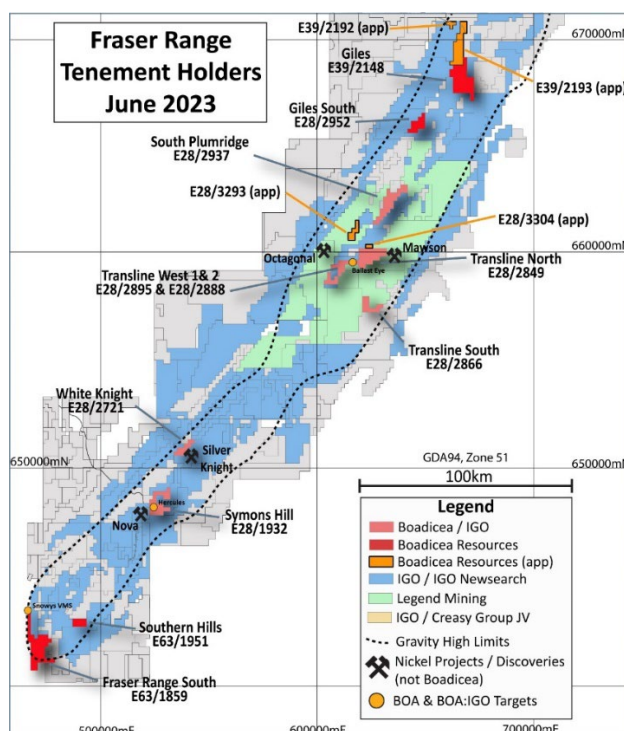 Fraser Range
Tenement Holders
June 2023
E39/2192 (app)
670000mN
Giles
E39/2148
E39/2193 (app)
Giles South
E28/2952
South Plumridge
E28/2937
E28/3293 (app)
E28/3304 (app)
660000mN
Octagonal
Mawson
Ballast Eye
Transline West 1& 2
E28/2895 & E28/2888
Transline North
E28/2849
Transline South
E28/2866
White Knight
E28/2721
Silver
Knight
650000mN
650000mN
GDA94, Zone 51
100km
Hercules
Nova
Symons Hill
E28/1932
Snowys VMS
Southern Hills
E63/1951
Fraser Range South
E63/1859
Legend
Boadicea / IGO
Boadicea Resources
Boadicea Resources (app)
IGO / IGO Newsearch
Legend Mining
IGO / Creasy Group JV
Gravity High Limits
Nickel Projects / Discoveries
(not Boadicea)
BOA & BOA:IGO Targets
500000mE
600000mE
700000mE